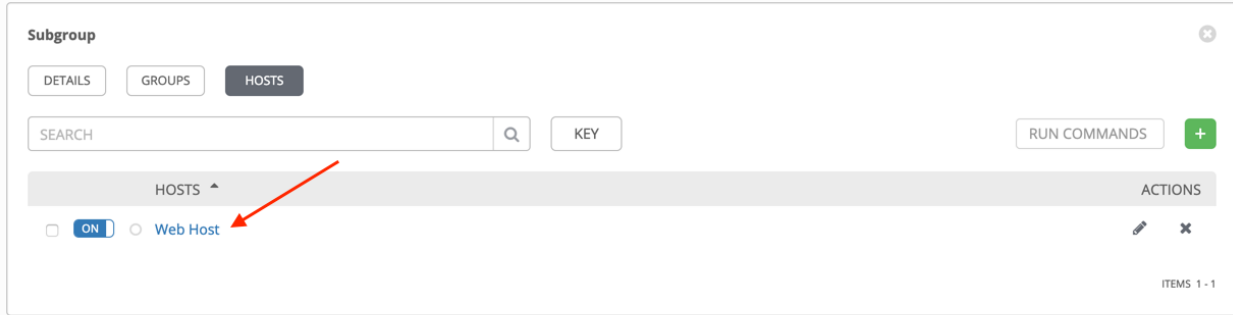 Subgroup
DETAILS GROUPS HOSTS
SEARCH KEY RUN COMMANDS +
HOSTS ACTIONS
ON Web Host
ITEMS 1 - 1